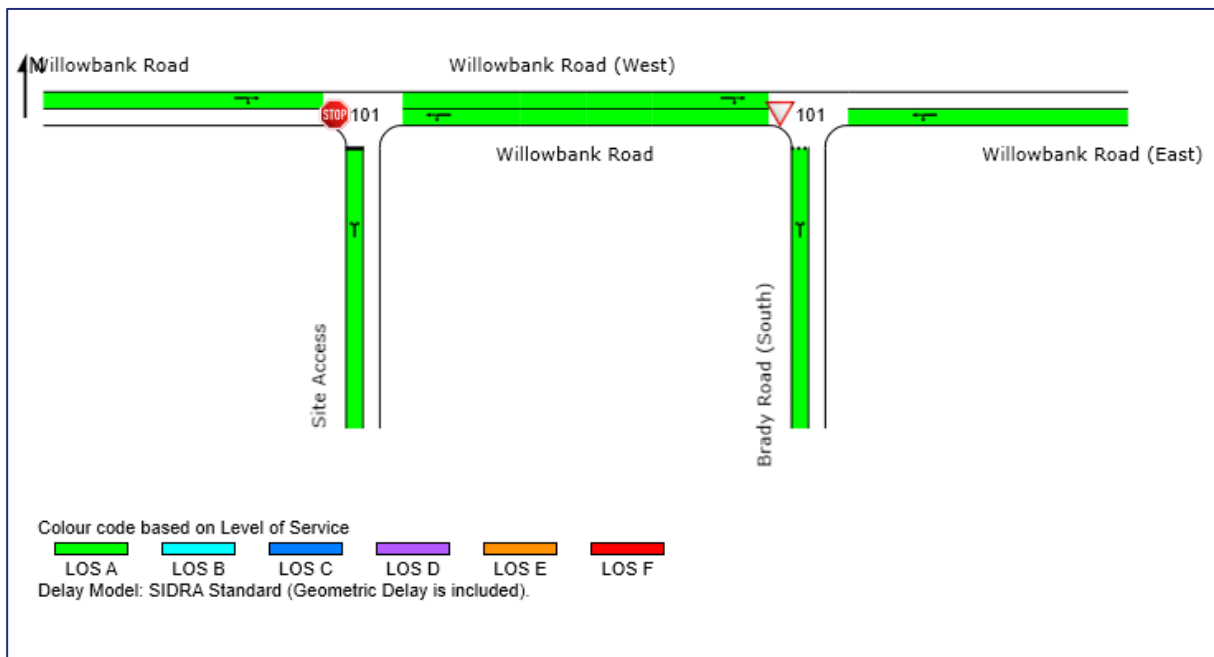 N
Willowbank Road
Willowbank Road (West)
STOP
101
101
Willowbank Road
Willowbank Road (East)
Site Access
Brady Road (South)
Colour code based on Level of Service
LOS A
LOS B
LOS C
LOS D
LOS E
LOS F
Delay Model: SIDRA Standard (Geometric Delay is included).